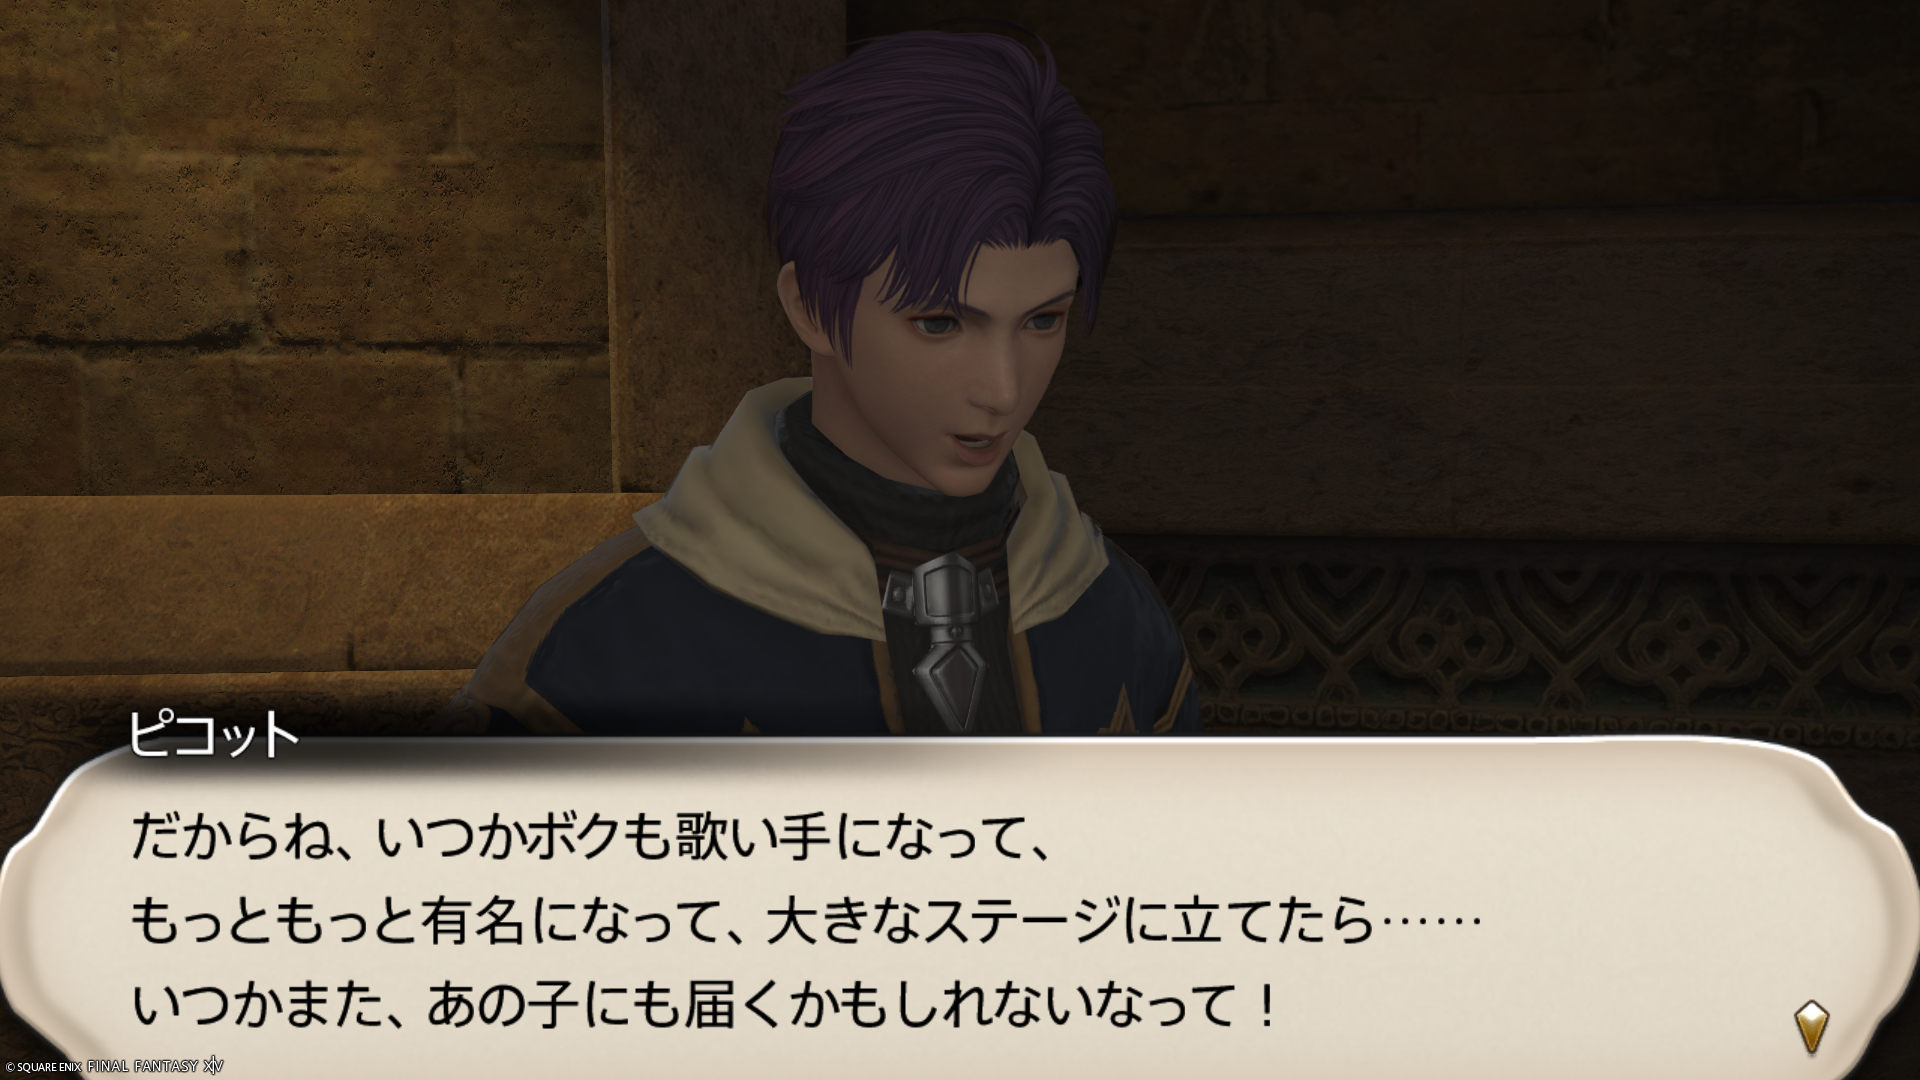 ピコット
だからね、いつかボクも歌い手になって、
もっともっと有名になって、大きなステージに立てたら……
いつかまた、あの子にも届くかもしれないなって！
© SQUARE ENIX FINAL FANTASY XIV